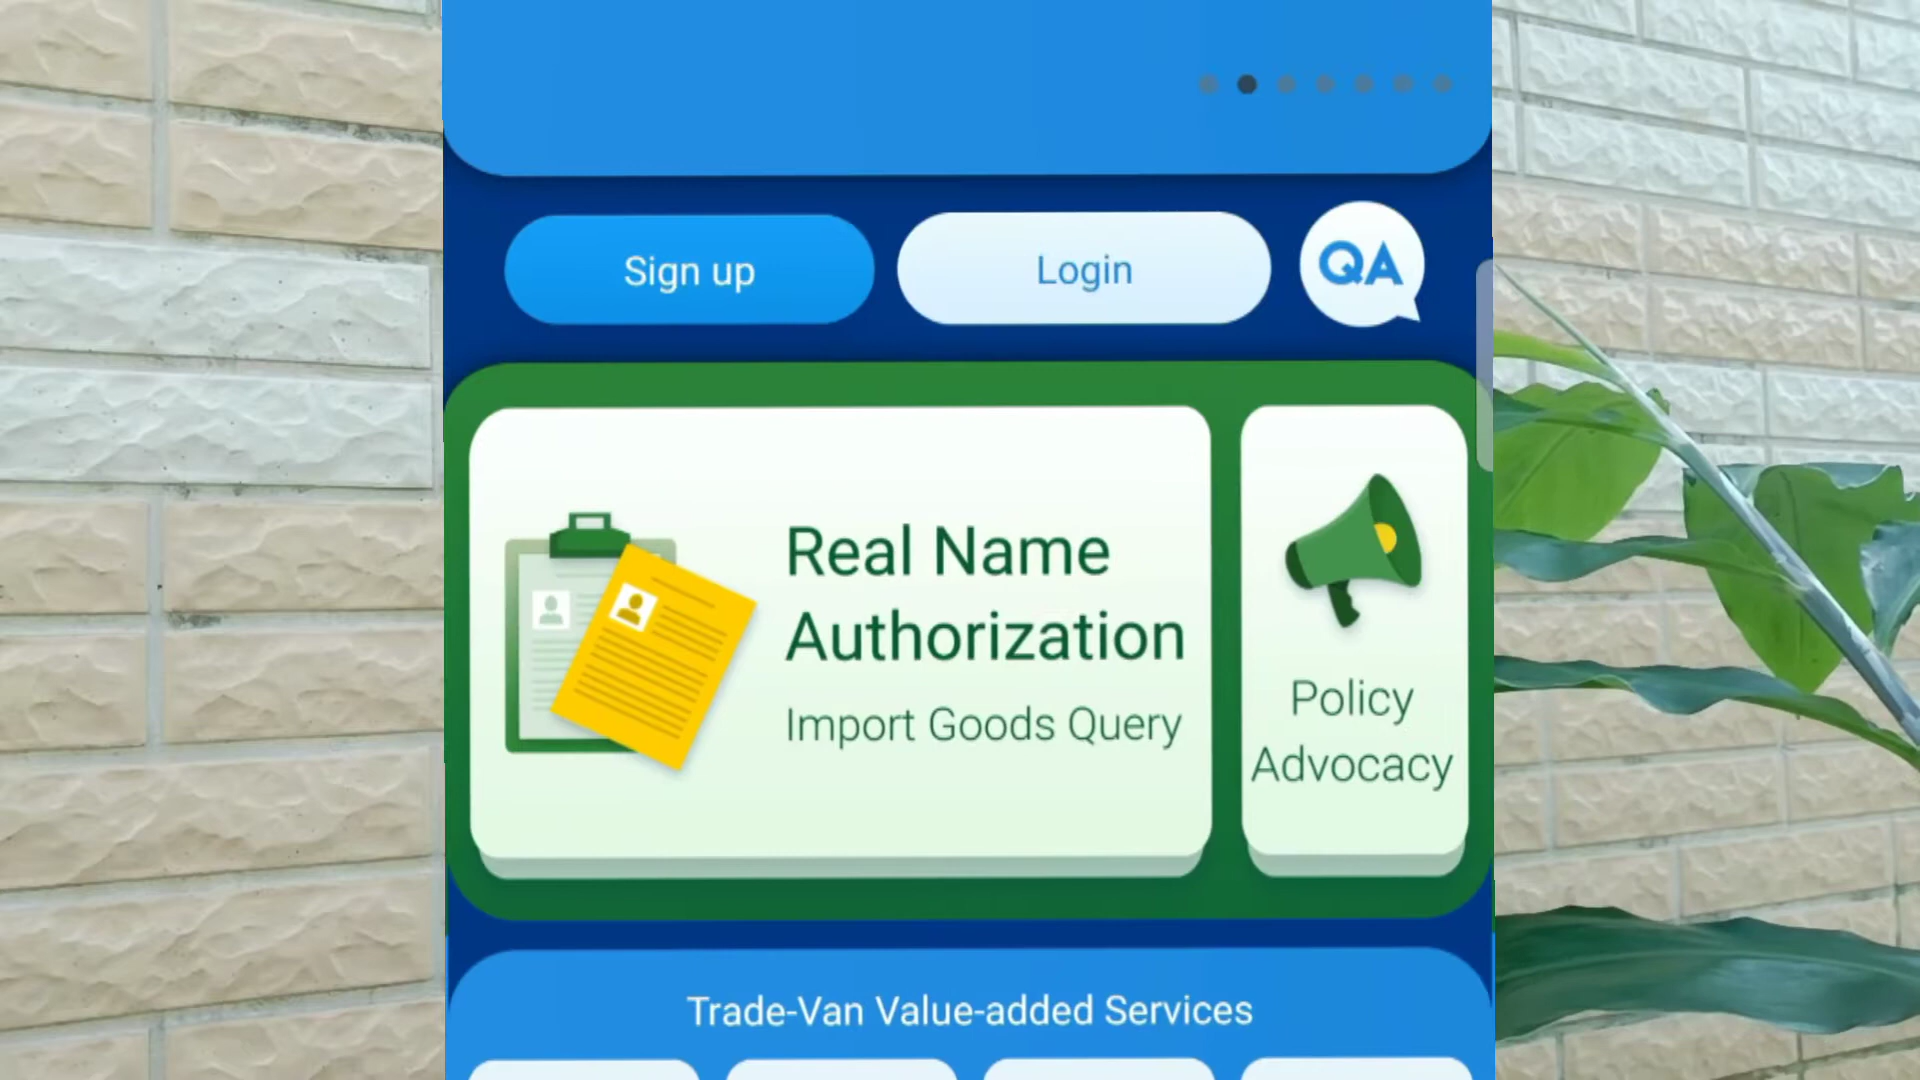 Sign up
Login
QA
Real Name
Authorization
Import Goods Query
Policy
Advocacy
Trade-Van Value-added Services